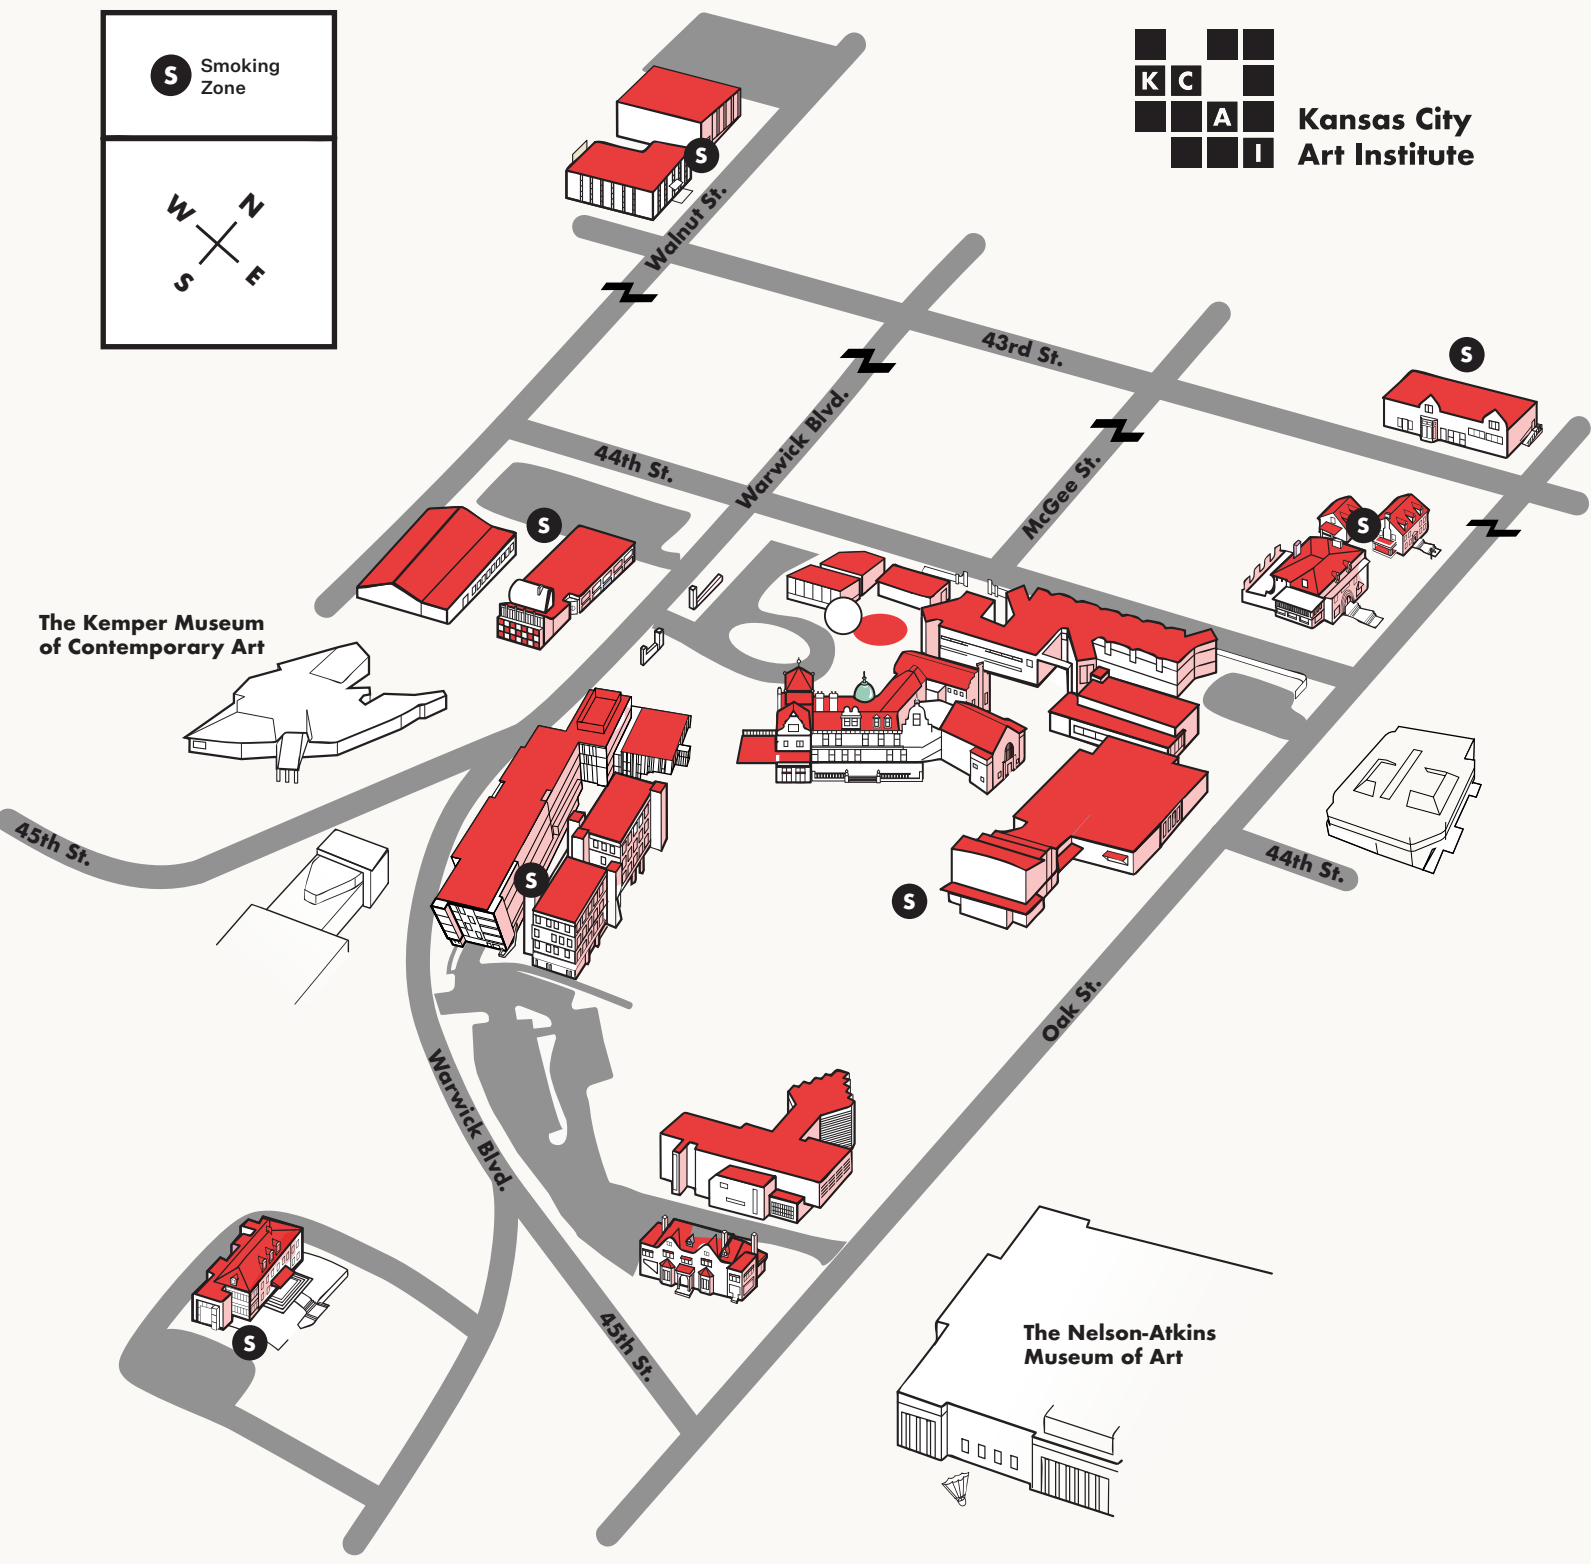 S
Smoking
Zone
W
N
S
E
K
C
A
I
Kansas City
Art Institute
S
Walnut St.
43rd St.
S
44th St.
Warwick Blvd.
McGee St.
S
S
The Kemper Museum
of Contemporary Art
45th St.
S
S
44th St.
Oak St.
Warwick Blvd.
S
45th St.
The Nelson-Atkins
Museum of Art